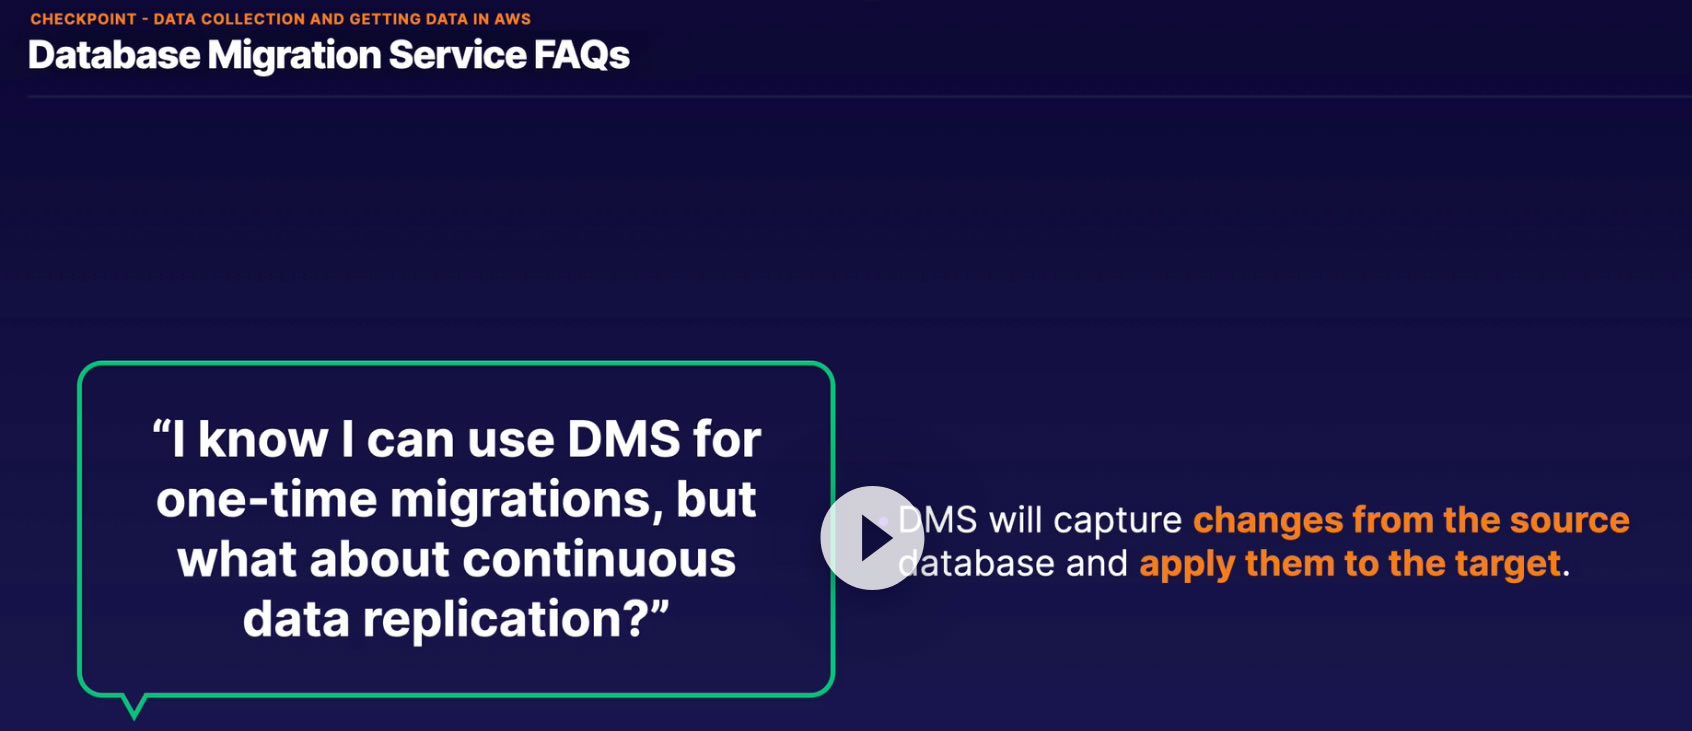 CHECKPOINT - DATA COLLECTION AND GETTING DATA IN AWS
Database Migration Service FAQs
“I know I can use DMS for
one-time migrations, but
what about continuous
data replication?”
• DMS will capture changes from the source
database and apply them to the target.